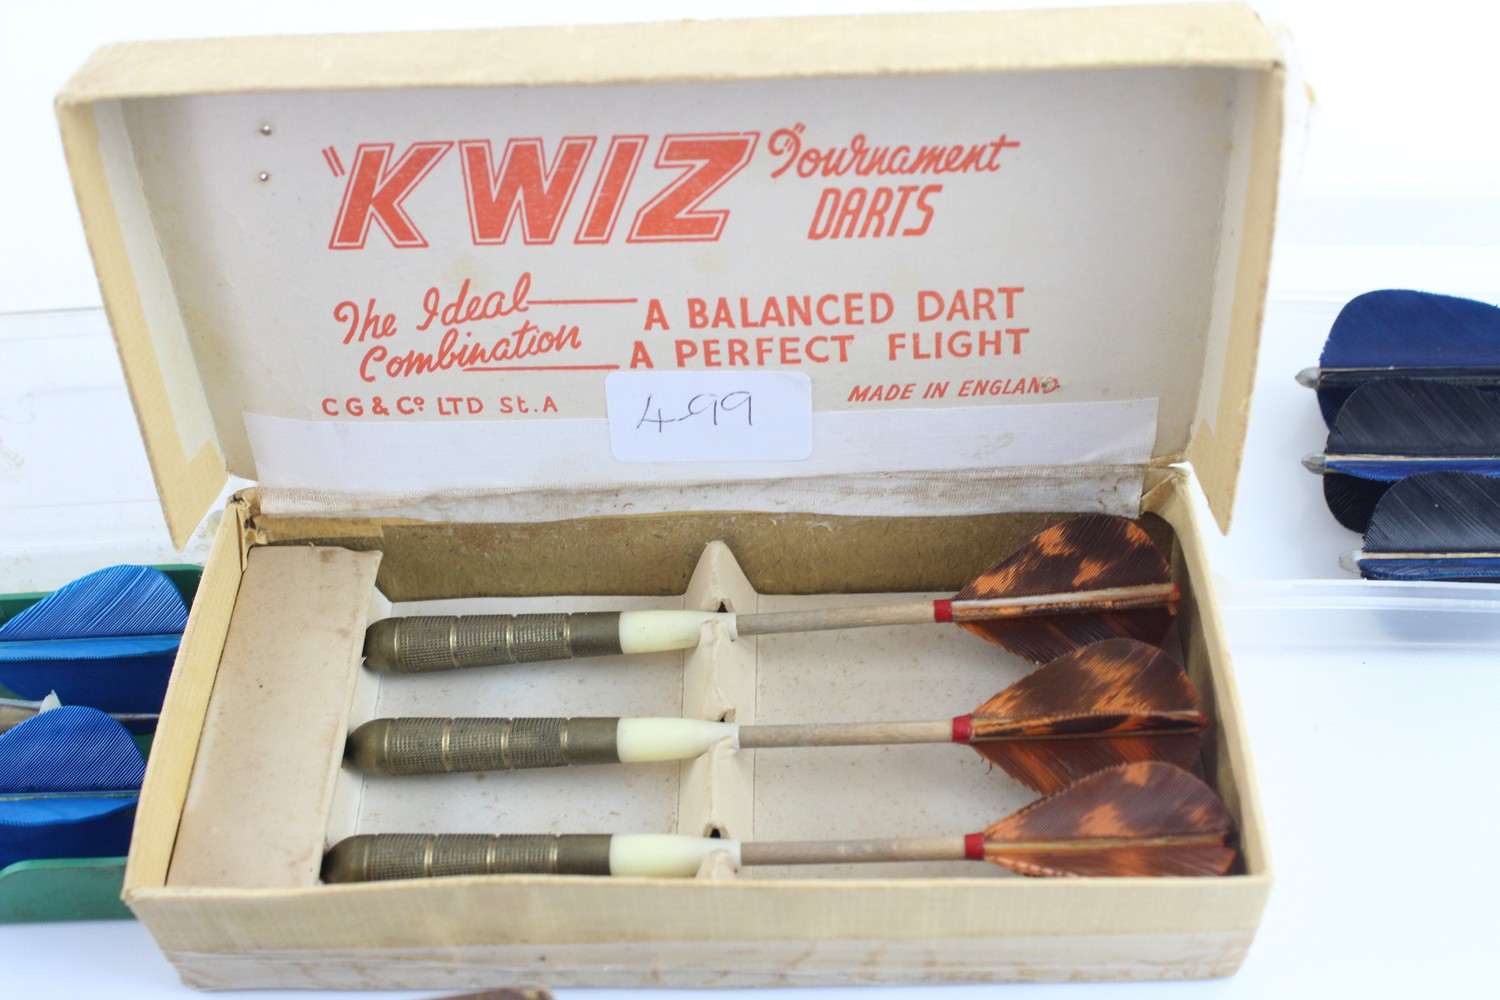 "KWIZ" Tournament
DARTS
The Ideal
Combination
A BALANCED DART
A PERFECT FLIGHT
CG & Co. LTD St. A
MADE IN ENGLAND
499